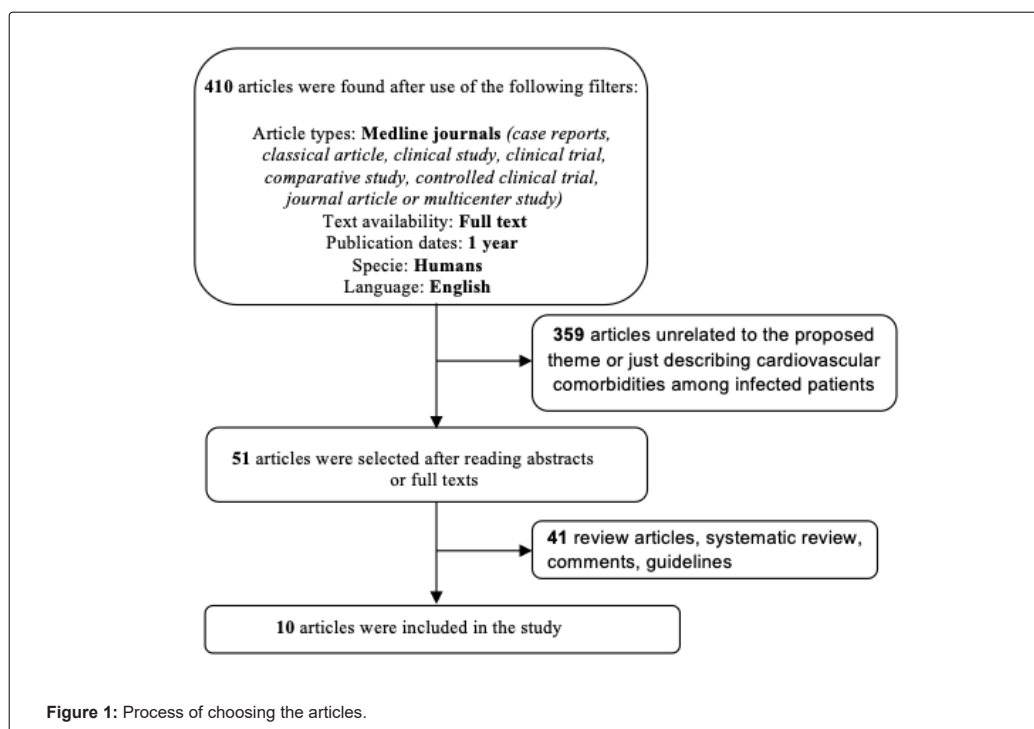 410 articles were found after use of the following filters:
Article types: Medline journals (case reports,
classical article, clinical study, clinical trial,
comparative study, controlled clinical trial,
journal article or multicenter study)
Text availability: Full text
Publication dates: 1 year
Specie: Humans
Language: English
359 articles unrelated to the proposed
theme or just describing cardiovascular
comorbidities among infected patients
51 articles were selected after reading abstracts
or full texts
41 review articles, systematic review,
comments, guidelines
10 articles were included in the study
Figure 1: Process of choosing the articles.